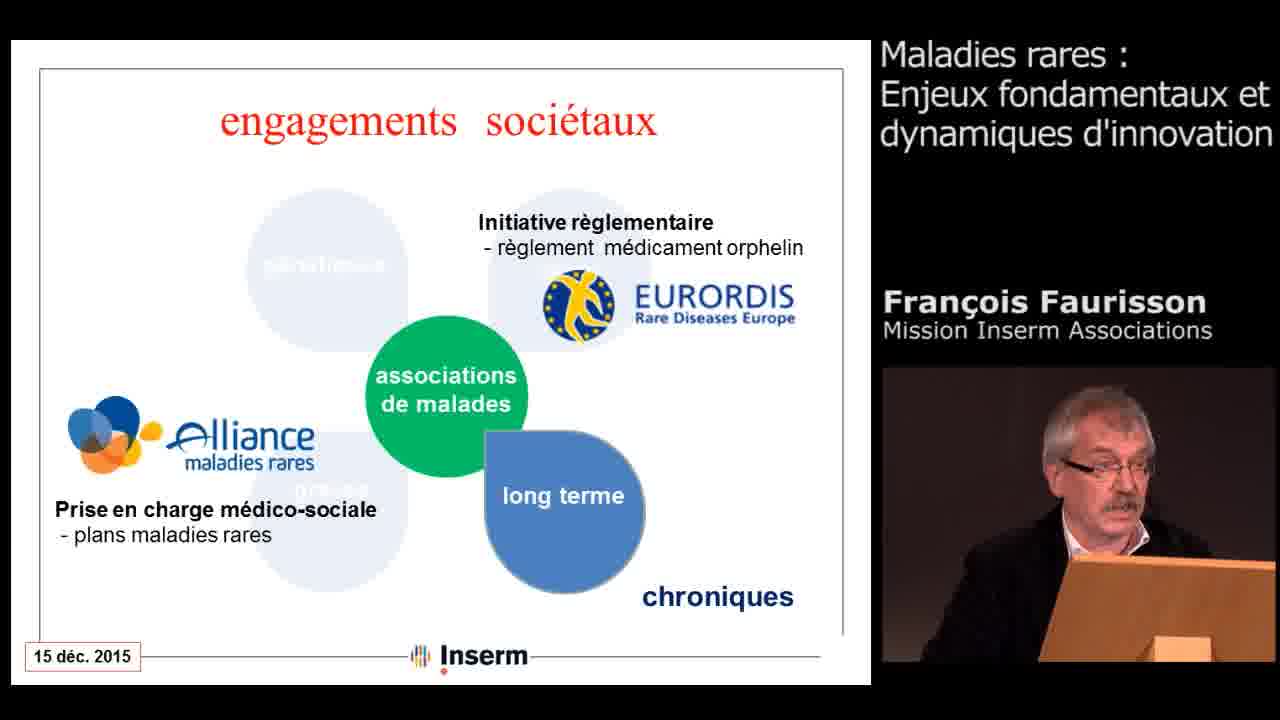 engagements sociétaux
Initiative règlementaire
- règlement médicament orphelin
EURORDIS
Rare Diseases Europe
associations
de malades
Alliance
maladies rares
Prise en charge médico-sociale
- plans maladies rares
long terme
chroniques
15 déc. 2015
Inserm
Maladies rares :
Enjeux fondamentaux et
dynamiques d'innovation
François Faurisson
Mission Inserm Associations